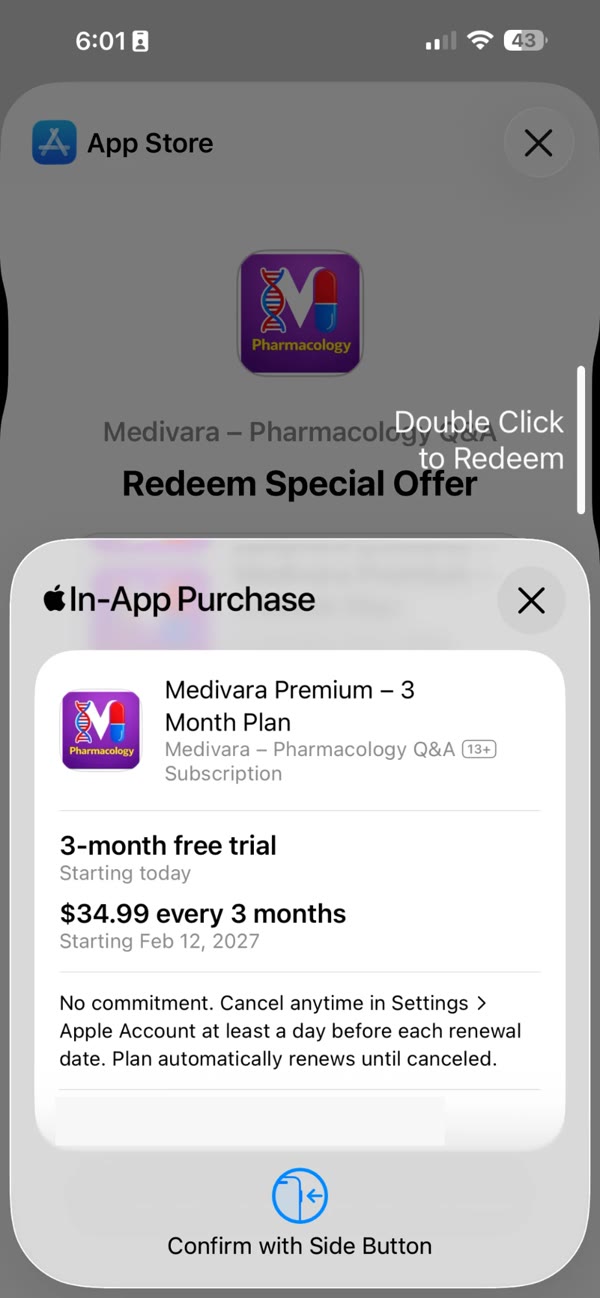 6:01
43
App Store
Pharmacology
Medivara – Pharmacology Q&A
Double Click
to Redeem
Redeem Special Offer
In-App Purchase
Medivara Premium – 3
Month Plan
Pharmacology
Medivara – Pharmacology Q&A 13+
Subscription
3-month free trial
Starting today
$34.99 every 3 months
Starting Feb 12, 2027
No commitment. Cancel anytime in Settings >
Apple Account at least a day before each renewal
date. Plan automatically renews until canceled.
Confirm with Side Button